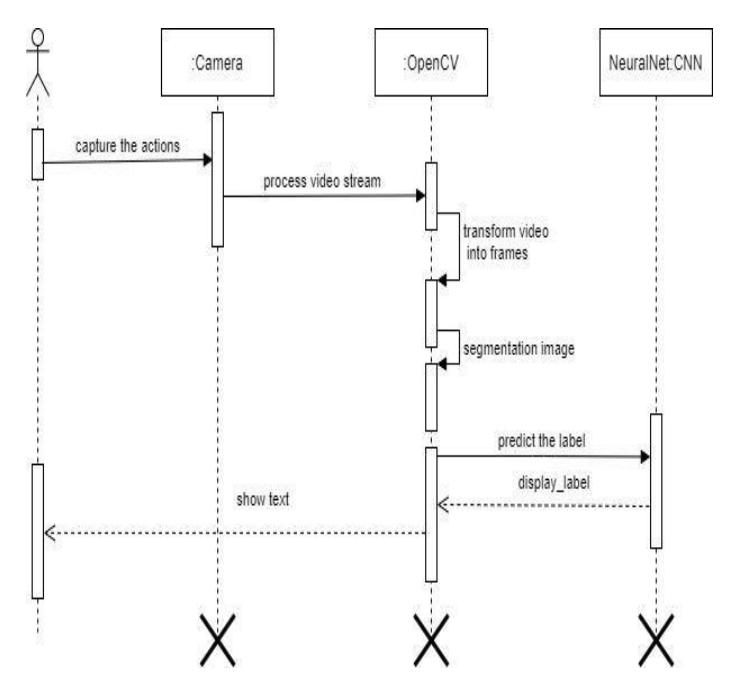 :Camera
:OpenCV
NeuralNet:CNN
capture the actions
process video stream
transform video
into frames
segmentation image
predict the label
display_label
show text